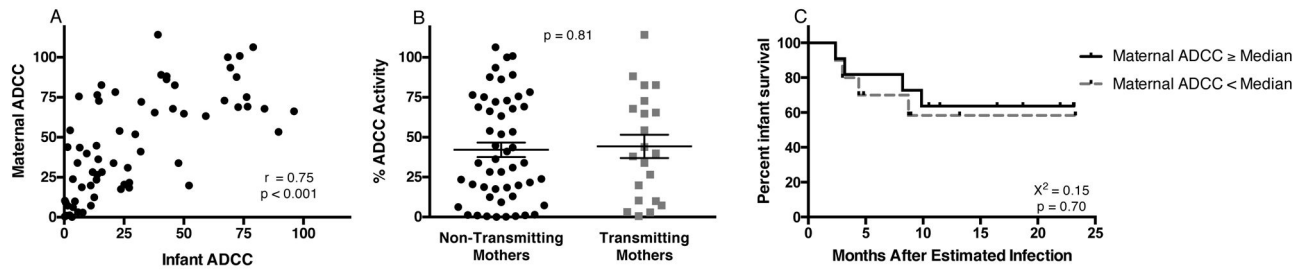 A
Maternal ADCC
100
75
50
25
0
0 25 50 75 100
Infant ADCC
r = 0.75
p < 0.001
B
p = 0.81
% ADCC Activity
100
75
50
25
0
Non-Transmitting
Mothers
Transmitting
Mothers
C
Percent infant survival
100
80
60
40
20
0
0 5 10 15 20 25
Months After Estimated Infection
X² = 0.15
p = 0.70
Maternal ADCC ≥ Median
Maternal ADCC < Median